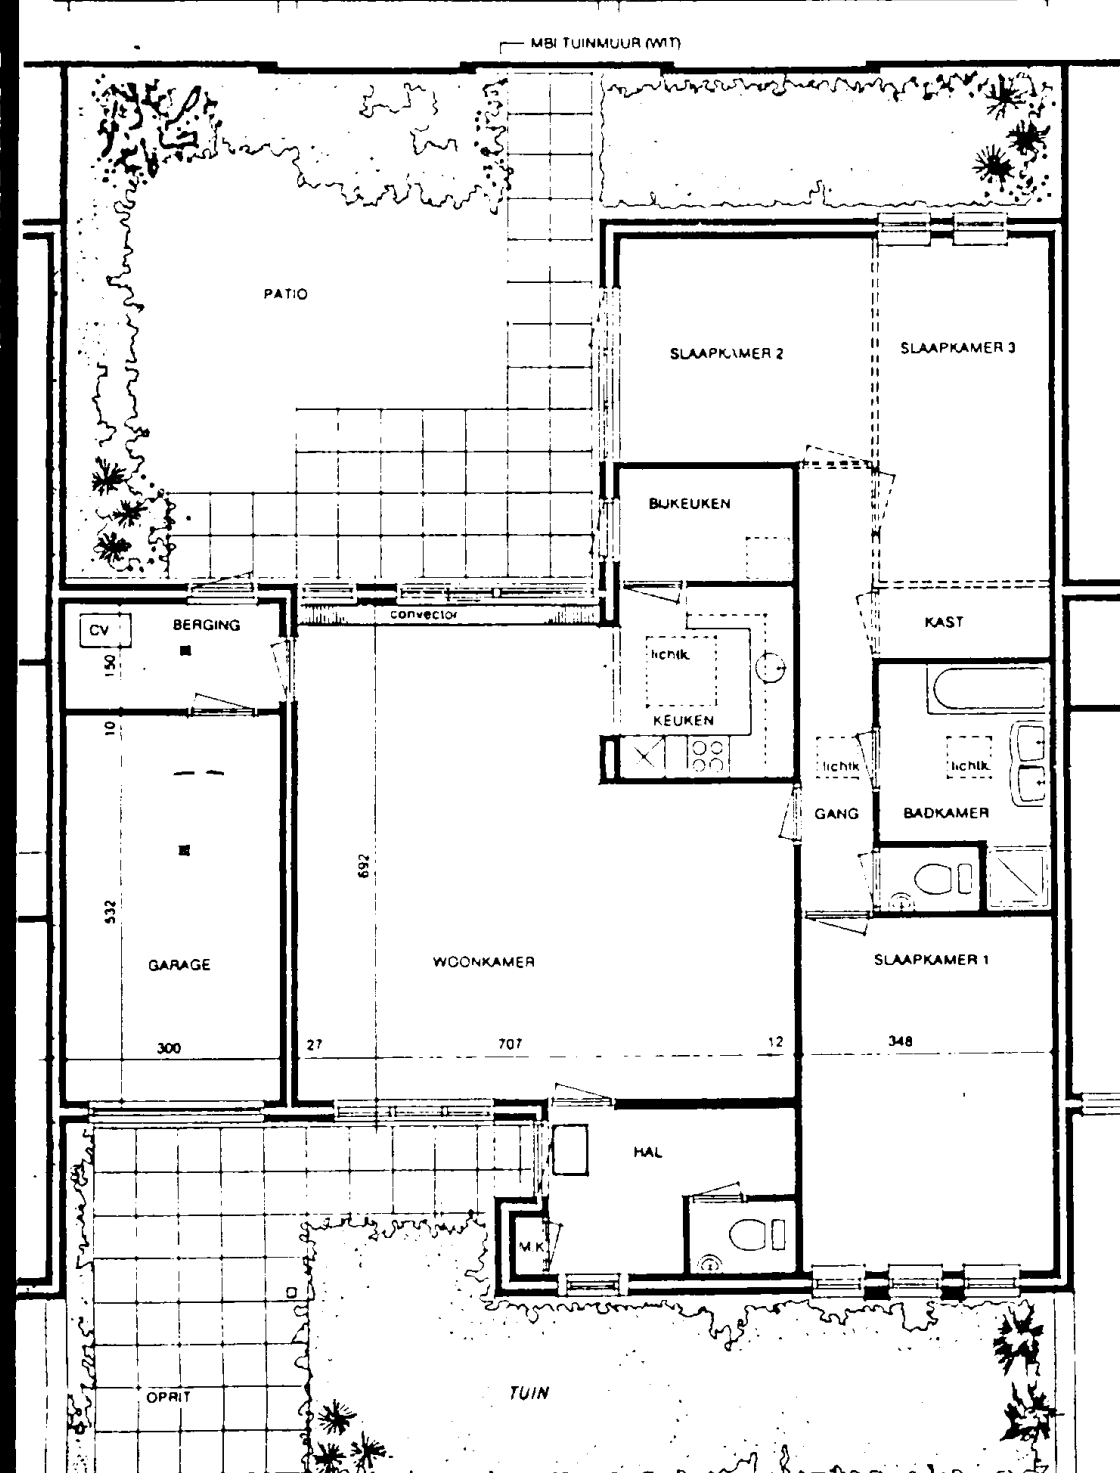 MBI TUINMUUR (WIT)
PATIO
SLAAPKAMER 2
SLAAPKAMER 3
BIJKEUKEN
convector
CV
BERGING
KAST
150
lichtk.
KEUKEN
10
lichtk.
lichtk.
GANG
BADKAMER
692
532
GARAGE
WOONKAMER
SLAAPKAMER 1
300
27
707
12
348
HAL
M.K
OPRIT
TUIN